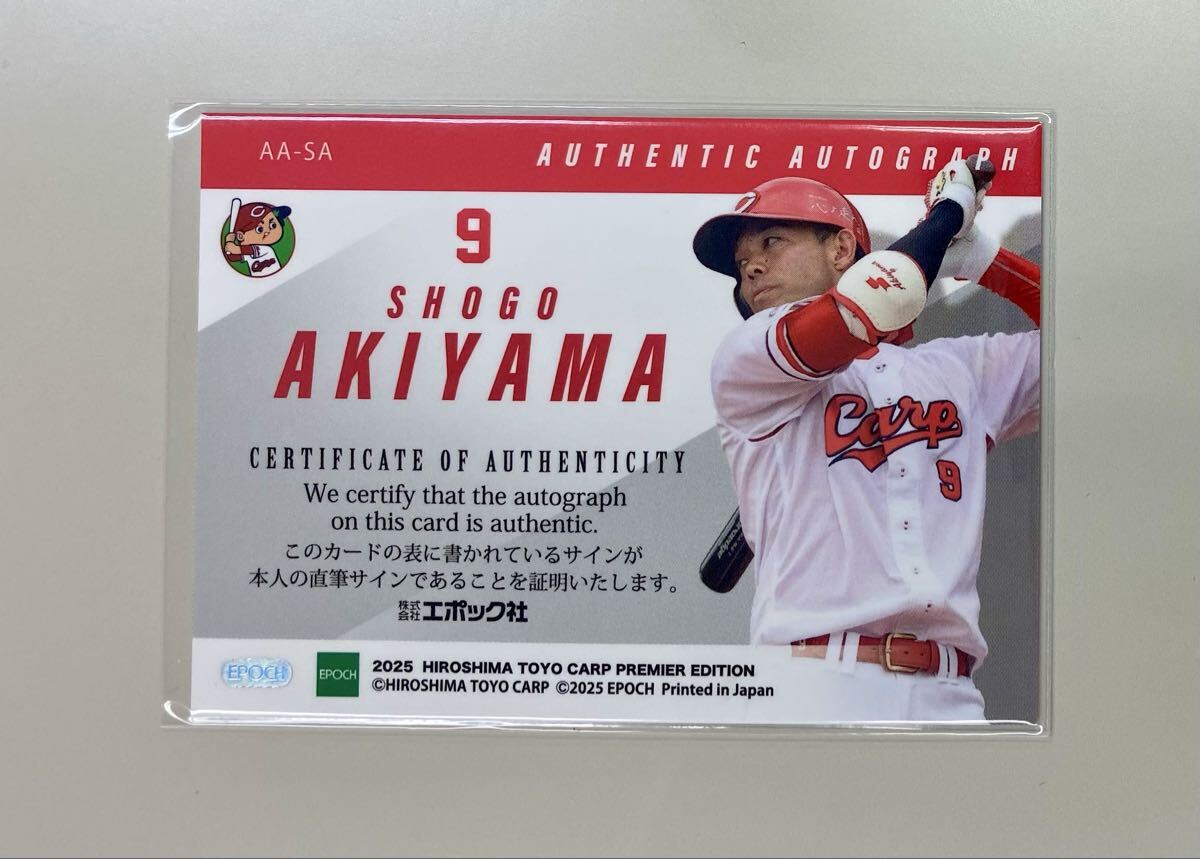 AA-SA
AUTHENTIC AUTOGRAPH
9
SHOGO
AKIYAMA
CERTIFICATE OF AUTHENTICITY
We certify that the autograph
on this card is authentic.
このカードの表に書かれているサインが
本人の直筆サインであることを証明いたします。
株式会社エポック社
EPOCH
EPOCH
2025 HIROSHIMA TOYO CARP PREMIER EDITION
©HIROSHIMA TOYO CARP ©2025 EPOCH Printed in Japan
Carp
9
Carp
C
Akiyama